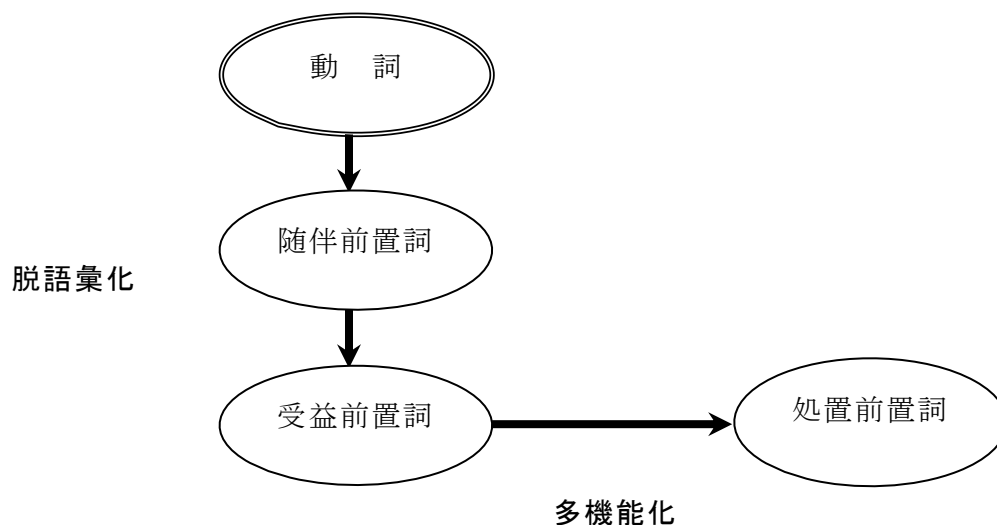 動　詞
随伴前置詞
脱語彙化
受益前置詞
処置前置詞
多機能化